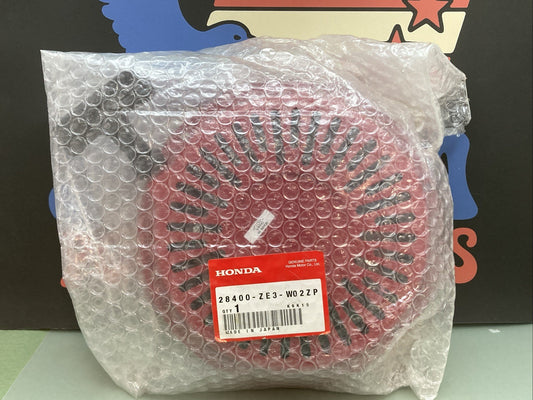 HONDA
GENUINE PARTS
Honda Motor Co., Ltd.
28400-ZE3-W02ZP
QTY 1
MADE IN JAPAN